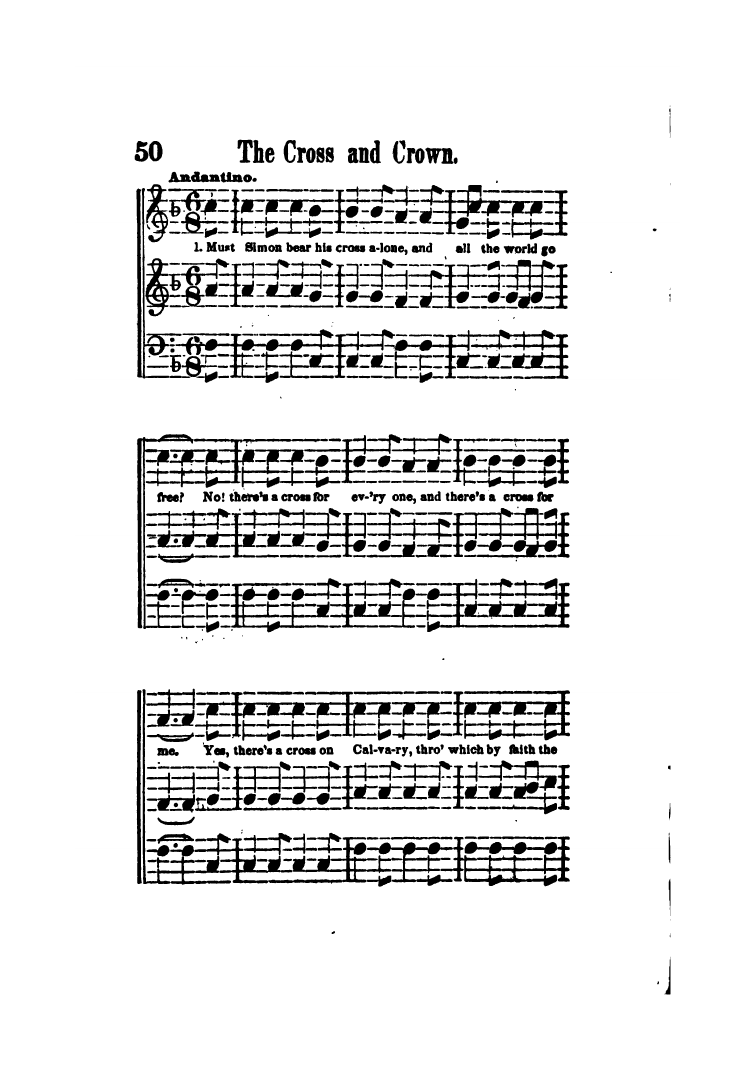 50 The Cross and Crown.
Andantino.
1. Must Simon bear his cross a-lone, and all the world go
free? No! there's a cross for ev-'ry one, and there's a cross for
me. Yes, there's a cross on Cal-va-ry, thro' which by faith the